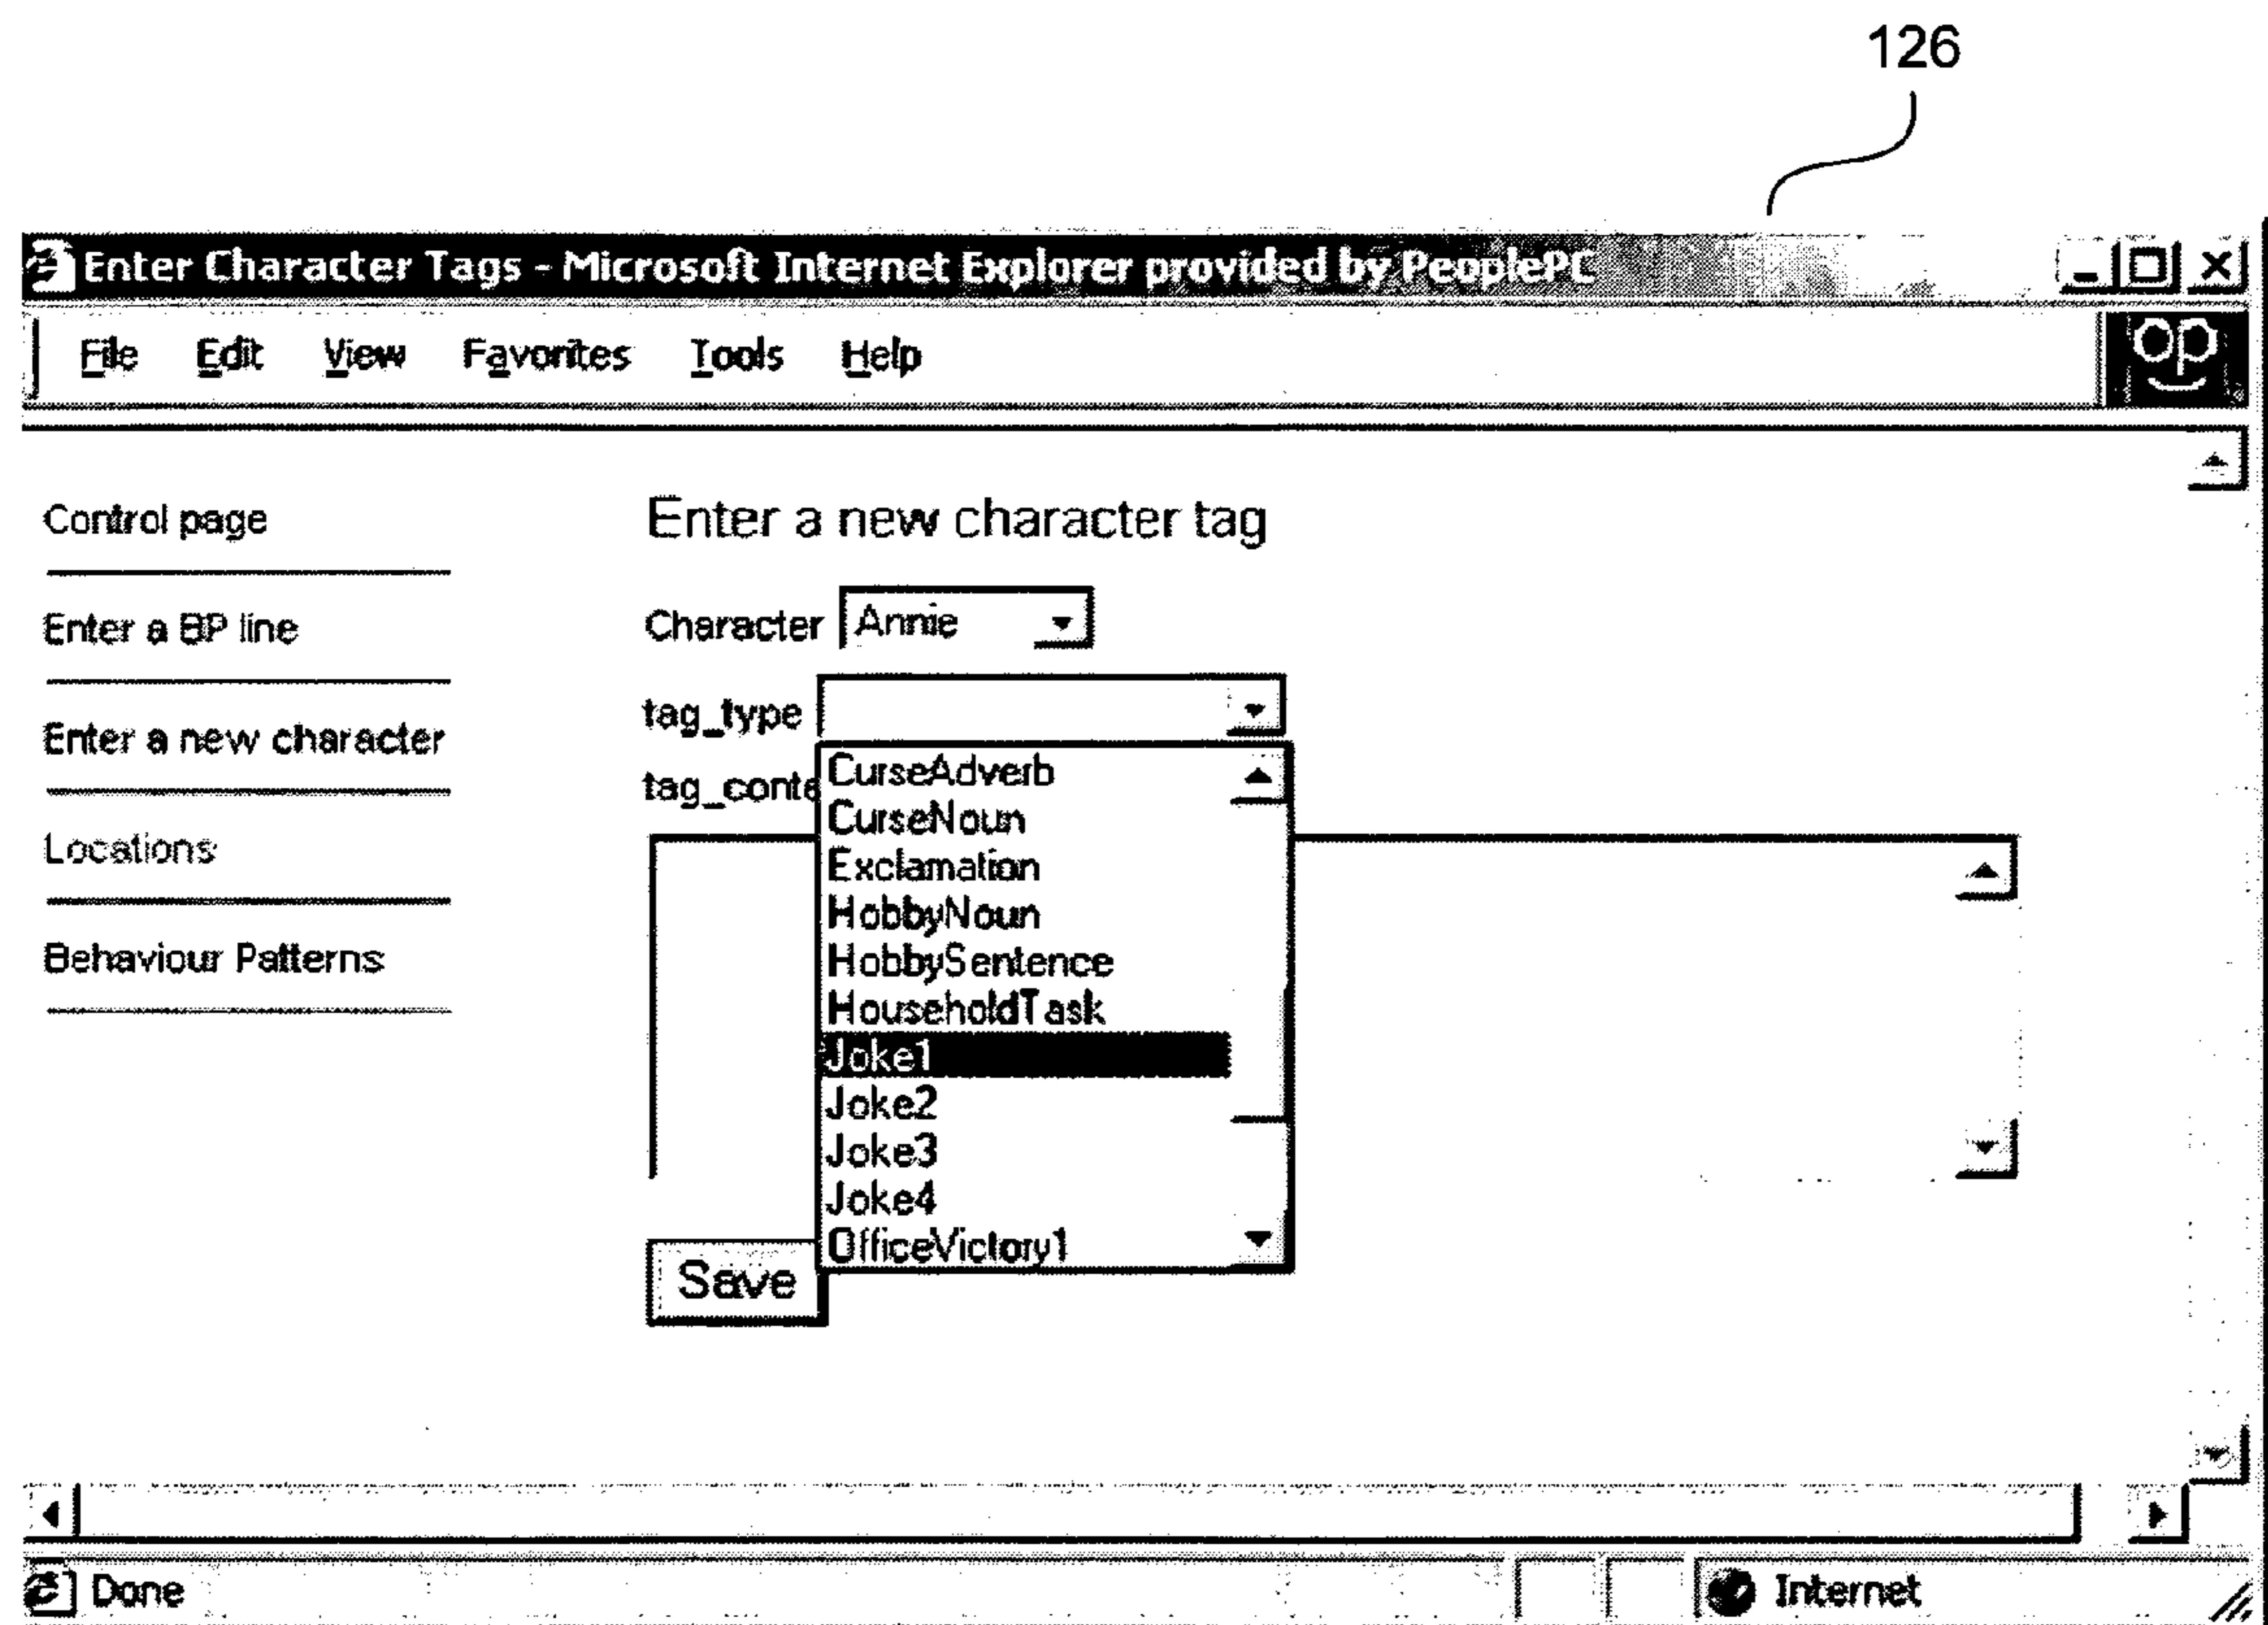 126
Enter Character Tags - Microsoft Internet Explorer provided by PeoplePC
File Edit View Favorites Tools Help
Control page
Enter a BP line
Enter a new character
Locations
Behaviour Patterns
Enter a new character tag
Character Annie
tag_type
tag_conte
CurseAdverb
CurseNoun
Exclamation
HobbyNoun
HobbySentence
HouseholdTask
Joke1
Joke2
Joke3
Joke4
OfficeVictory1
Save
Done Internet